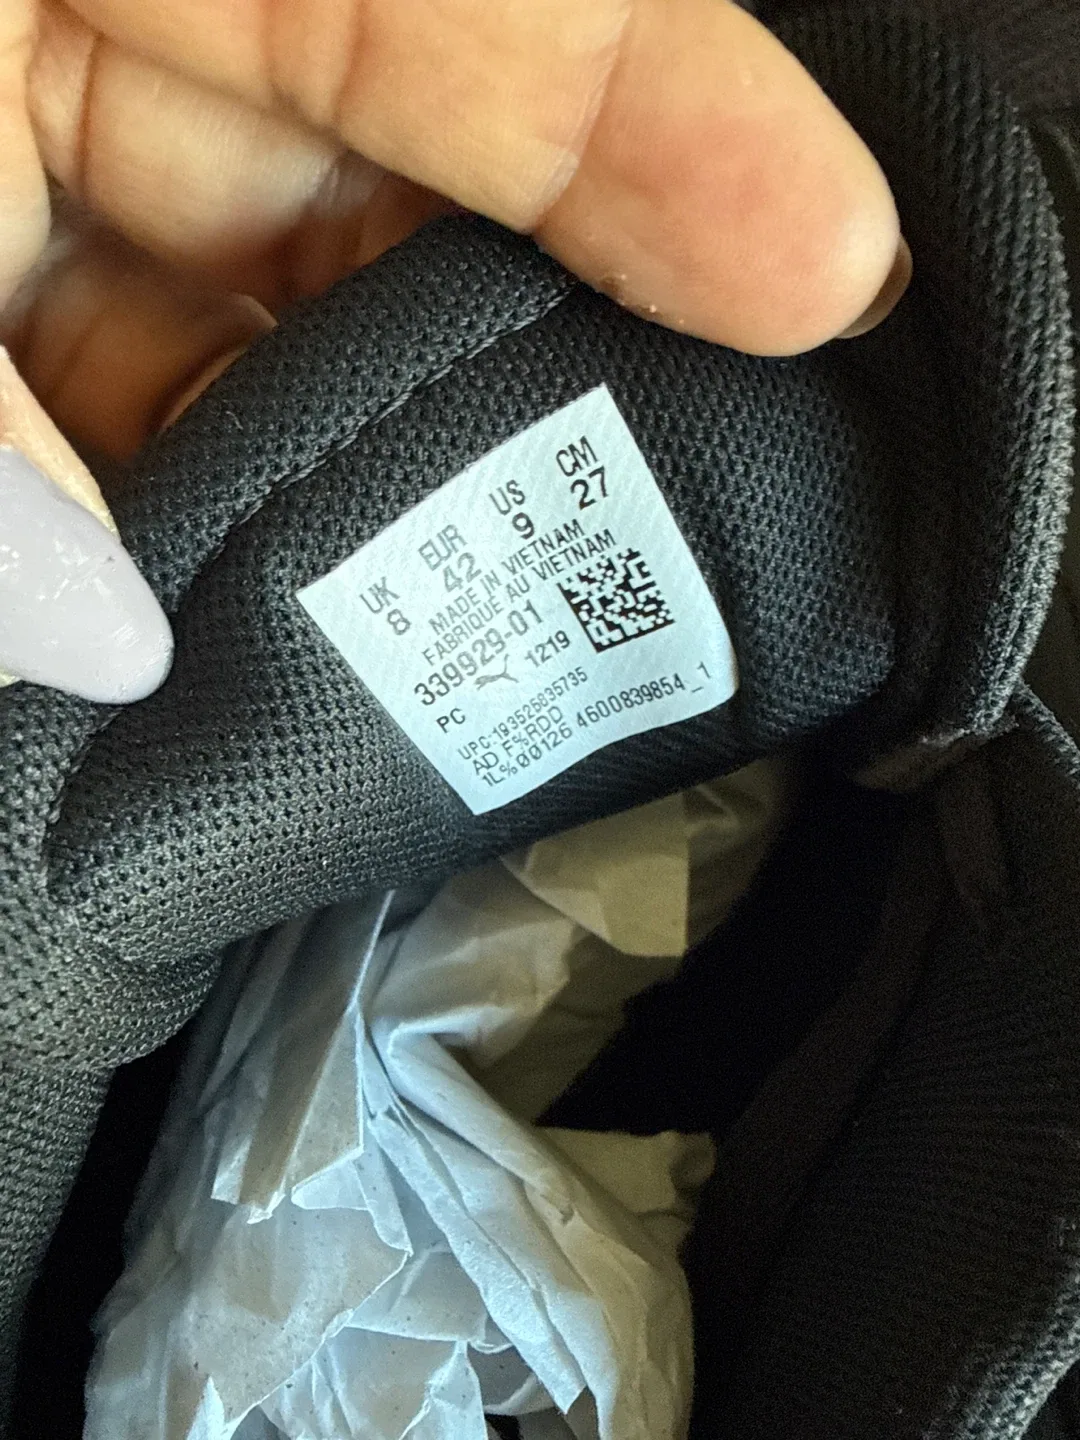 UK EUR US CM
8 42 9 27
MADE IN VIETNAM
FABRIQUE AU VIETNAM
339929-01
PC 1219
UPC-193525635735
AD F%RDD
1L%00126 4600839854_1